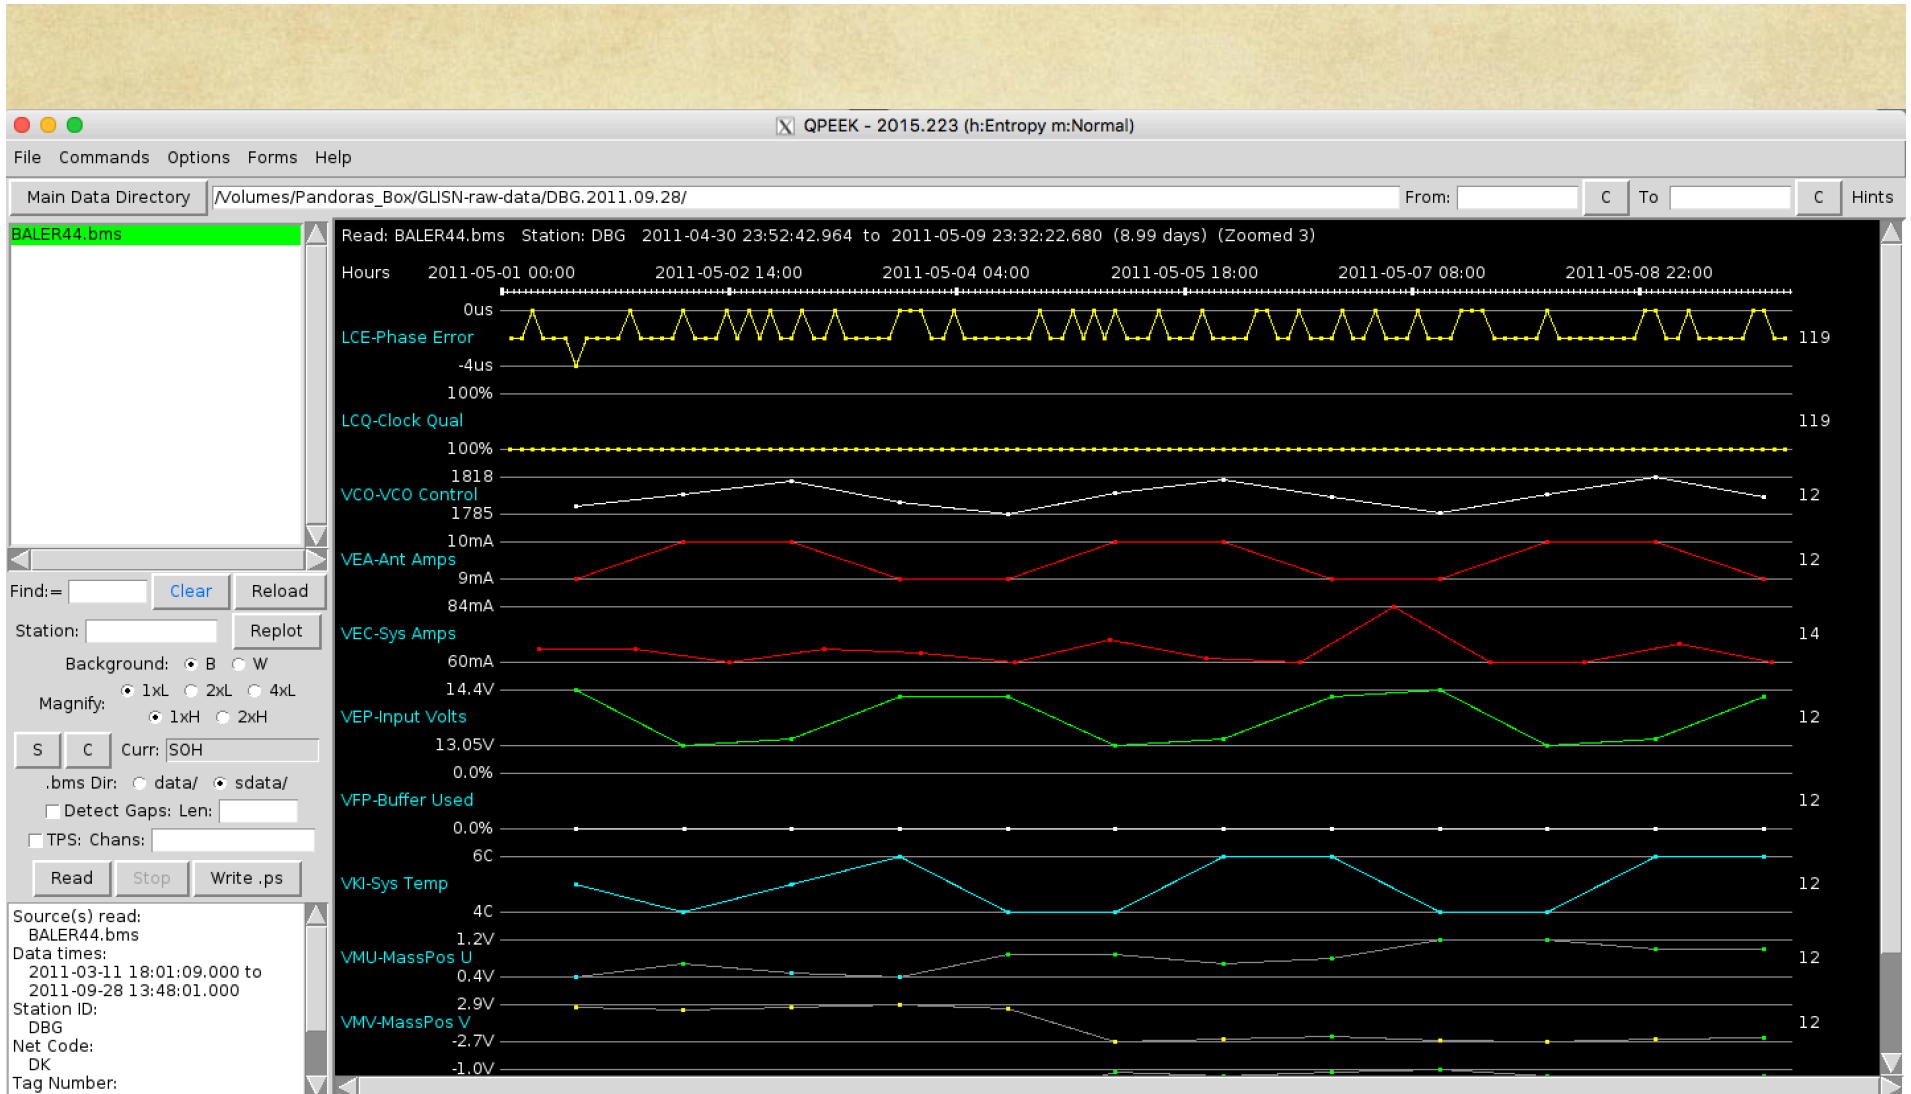 QPEEK - 2015.223 (h:Entropy m:Normal)
File Commands Options Forms Help
Main Data Directory /Volumes/Pandoras_Box/GLISN-raw-data/DBG.2011.09.28/ From: C To C Hints
BALER44.bms
Find:= Clear Reload
Station: Replot
Background: B W
Magnify: 1xL 2xL 4xL
1xH 2xH
S C Curr: SOH
.bms Dir: data/ sdata/
Detect Gaps: Len:
TPS: Chans:
Read Stop Write .ps
Source(s) read:
BALER44.bms
Data times:
2011-03-11 18:01:09.000 to
2011-09-28 13:48:01.000
Station ID:
DBG
Net Code:
DK
Tag Number:
Read: BALER44.bms Station: DBG 2011-04-30 23:52:42.964 to 2011-05-09 23:32:22.680 (8.99 days) (Zoomed 3)
Hours 2011-05-01 00:00 2011-05-02 14:00 2011-05-04 04:00 2011-05-05 18:00 2011-05-07 08:00 2011-05-08 22:00
0us
LCE-Phase Error 119
-4us
100%
LCQ-Clock Qual 119
100%
1818
VCO-VCO Control 12
1785
10mA
VEA-Ant Amps 12
9mA
84mA
VEC-Sys Amps 14
60mA
14.4V
VEP-Input Volts 12
13.05V
0.0%
VFP-Buffer Used 12
0.0%
6C
VKI-Sys Temp 12
4C
1.2V
VMU-MassPos U 12
0.4V
2.9V
VMV-MassPos V 12
-2.7V
-1.0V